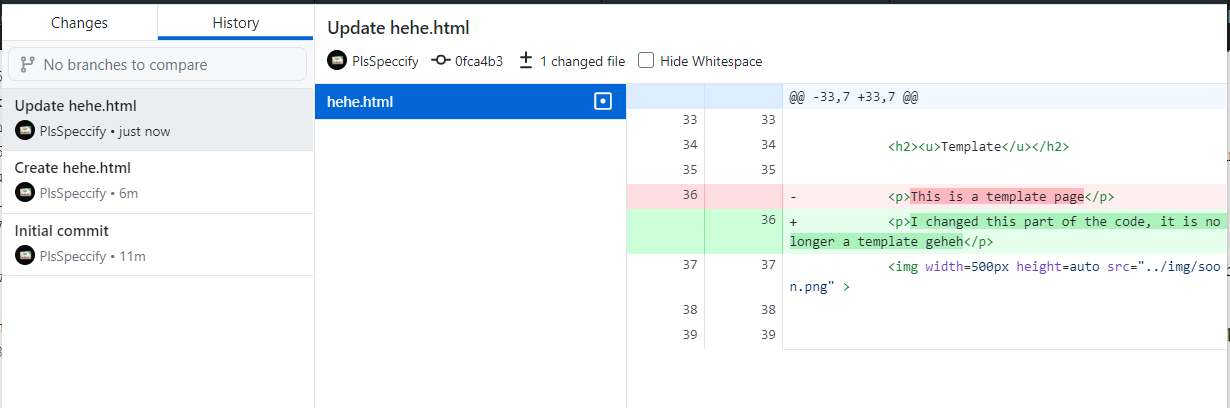 Changes
History
No branches to compare
Update hehe.html
PlsSpeccify • just now
Create hehe.html
PlsSpeccify • 6m
Initial commit
PlsSpeccify • 11m
Update hehe.html
PlsSpeccify 0fca4b3 1 changed file Hide Whitespace
hehe.html
@@ -33,7 +33,7 @@
33 33
34 34 <h2><u>Template</u></h2>
35 35
36 - <p>This is a template page</p>
36 + <p>I changed this part of the code, it is no
longer a template geheh</p>
37 37 <img width=500px height=auto src="../img/soo
n.png" >
38 38
39 39